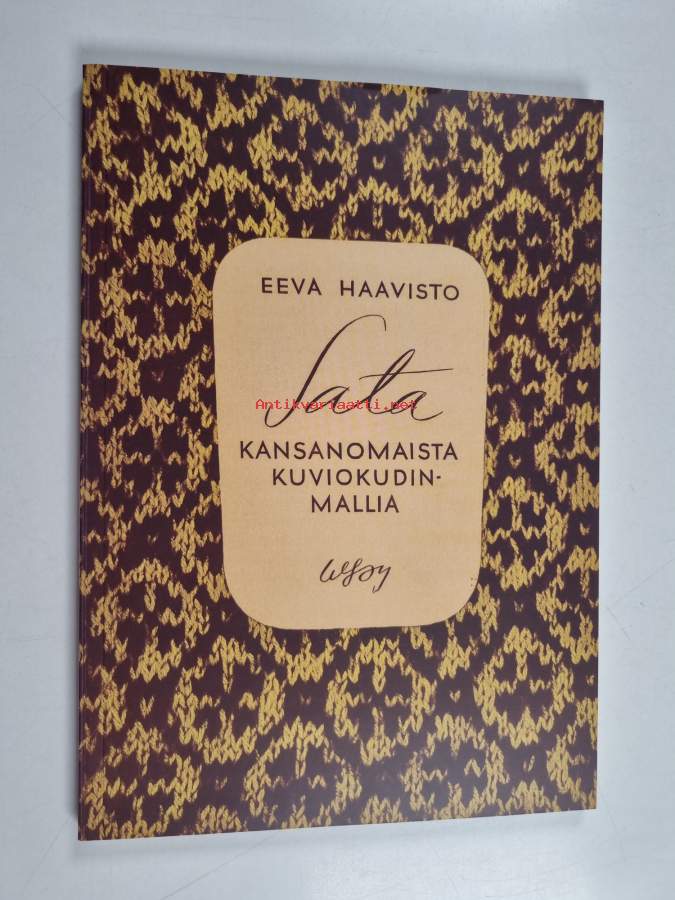 EEVA HAAVISTO
Sata
Antikvariaatti.net
KANSANOMAISTA
KUVIOKUDIN-
MALLIA
WSOY